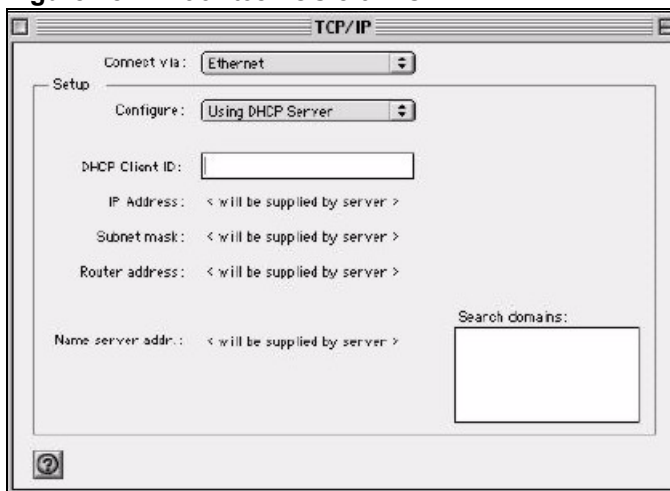 TCP/IP
Connect via: Ethernet
Setup
Configure: Using DHCP Server
DHCP Client ID:
IP Address: < will be supplied by server >
Subnet mask: < will be supplied by server >
Router address: < will be supplied by server >
Search domains:
Name server addr.: < will be supplied by server >
?